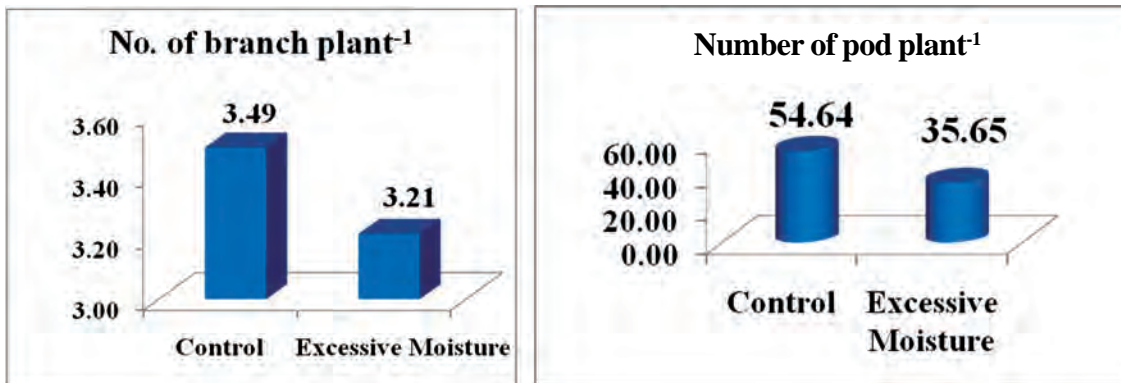 No. of branch plant-1
3.49
3.60
3.40
3.21
3.20
3.00
Control Excessive Moisture
Number of pod plant-1
54.64
35.65
60.00
40.00
20.00
0.00
Control Excessive
Moisture